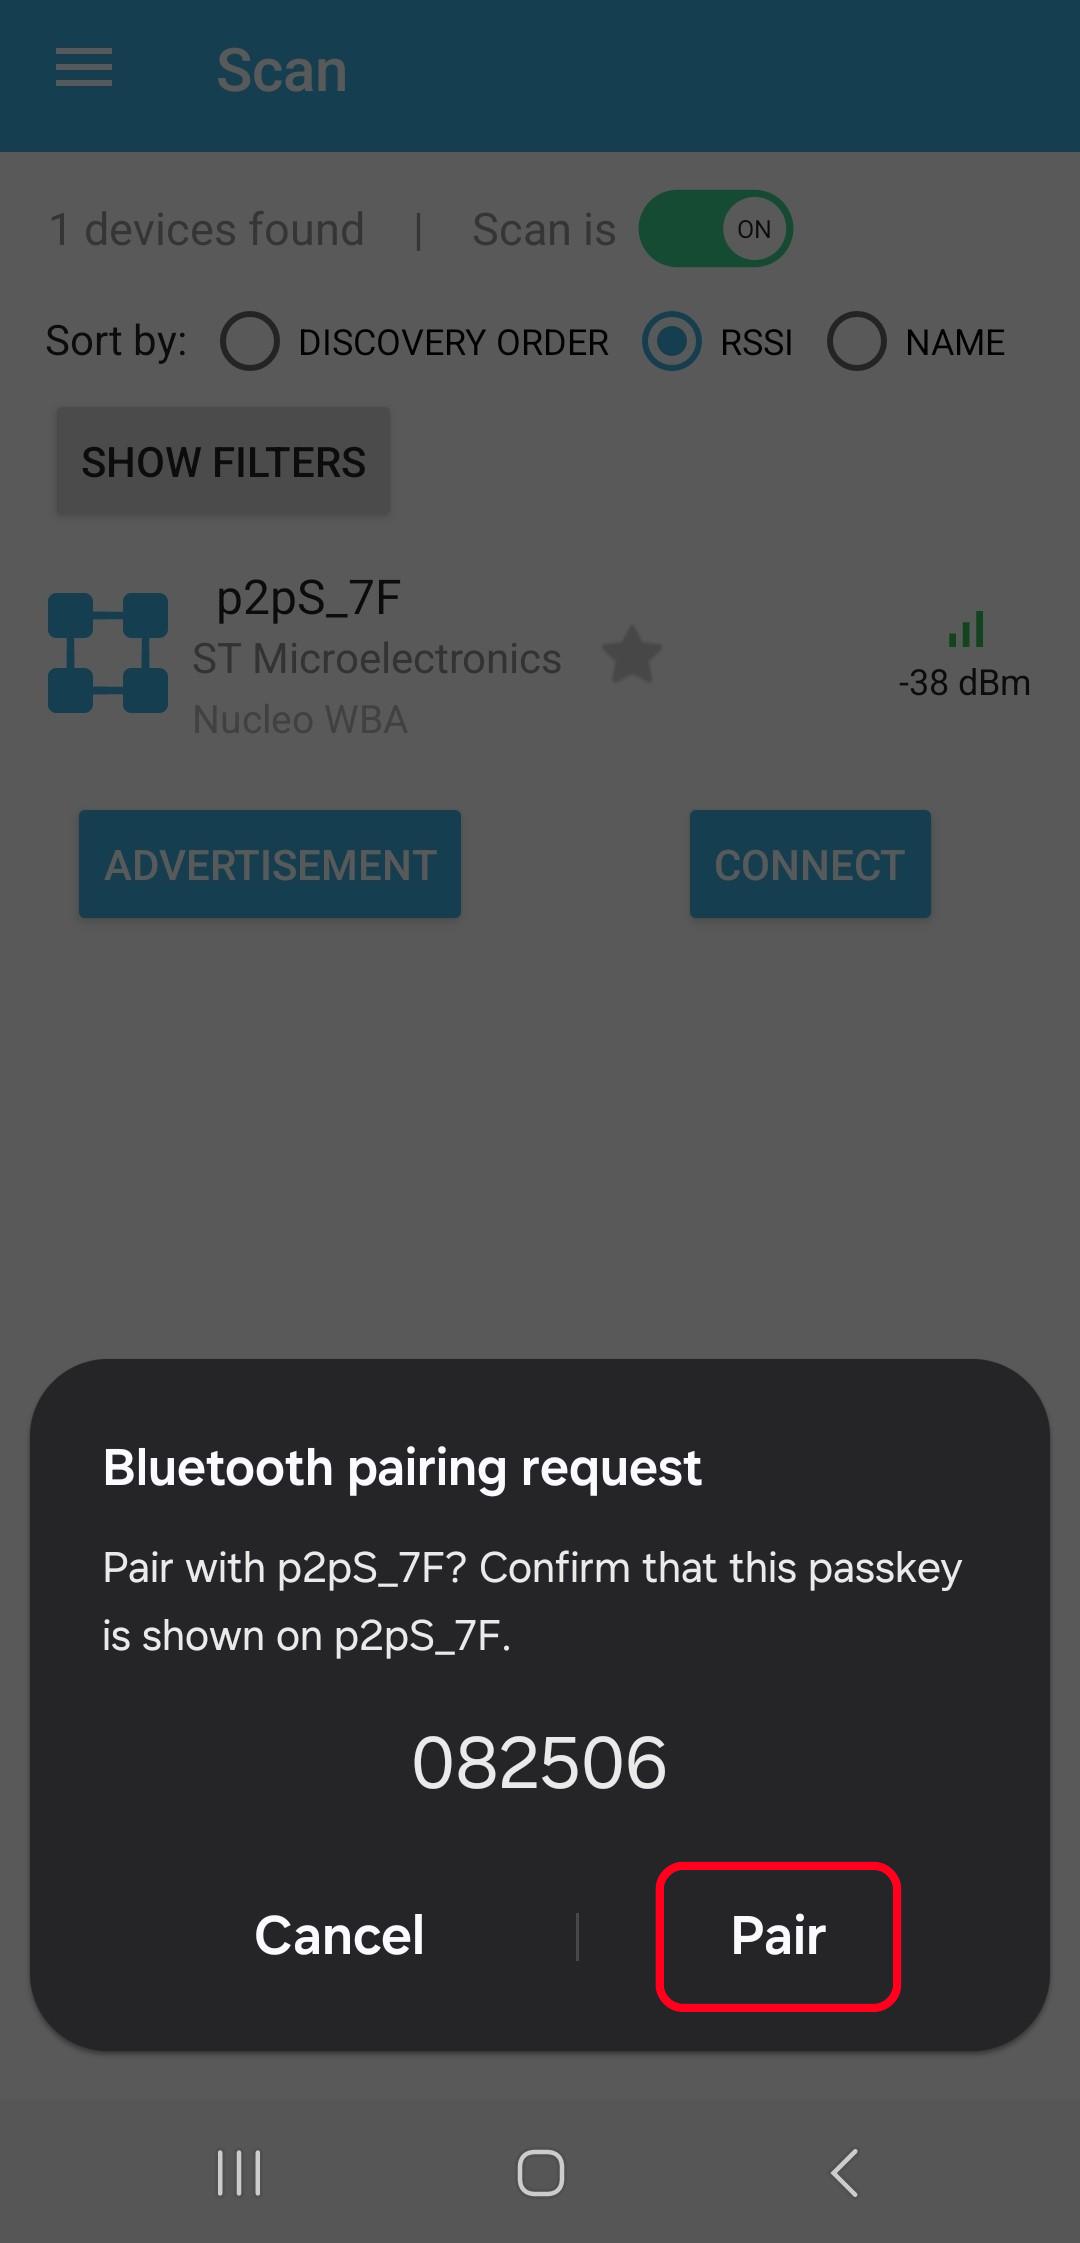 Scan
1 devices found | Scan is ON
Sort by: DISCOVERY ORDER RSSI NAME
SHOW FILTERS
p2pS_7F
ST Microelectronics
Nucleo WBA
-38 dBm
ADVERTISEMENT CONNECT
Bluetooth pairing request
Pair with p2pS_7F? Confirm that this passkey
is shown on p2pS_7F.
082506
Cancel | Pair